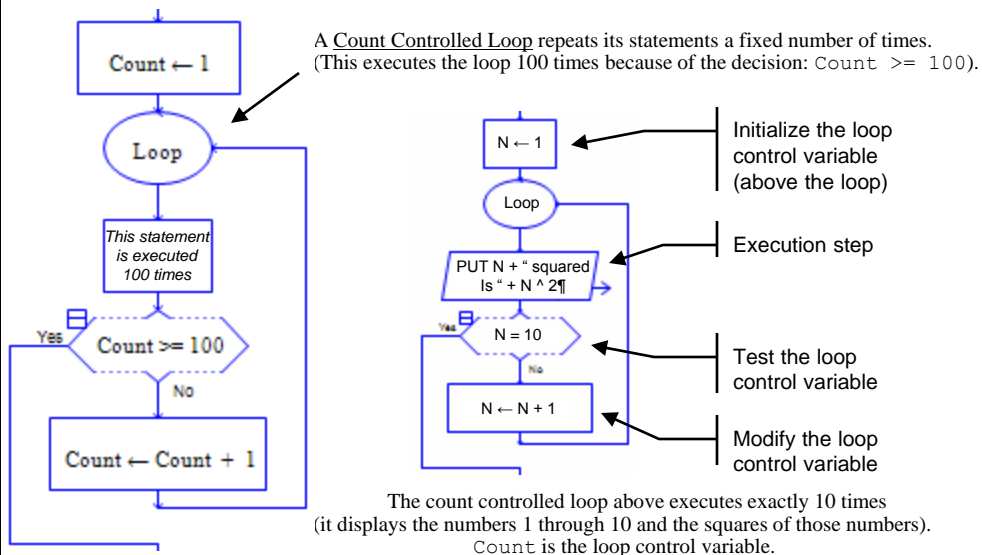 Count ← 1
Loop
This statement
is executed
100 times
Yes
Count >= 100
No
Count ← Count + 1
A Count Controlled Loop repeats its statements a fixed number of times.
(This executes the loop 100 times because of the decision: Count >= 100).
N ← 1
Loop
PUT N + “ squared
Is “ + N ^ 2¶
Yes
N = 10
No
N ← N + 1
Initialize the loop
control variable
(above the loop)
Execution step
Test the loop
control variable
Modify the loop
control variable
The count controlled loop above executes exactly 10 times
(it displays the numbers 1 through 10 and the squares of those numbers).
Count is the loop control variable.